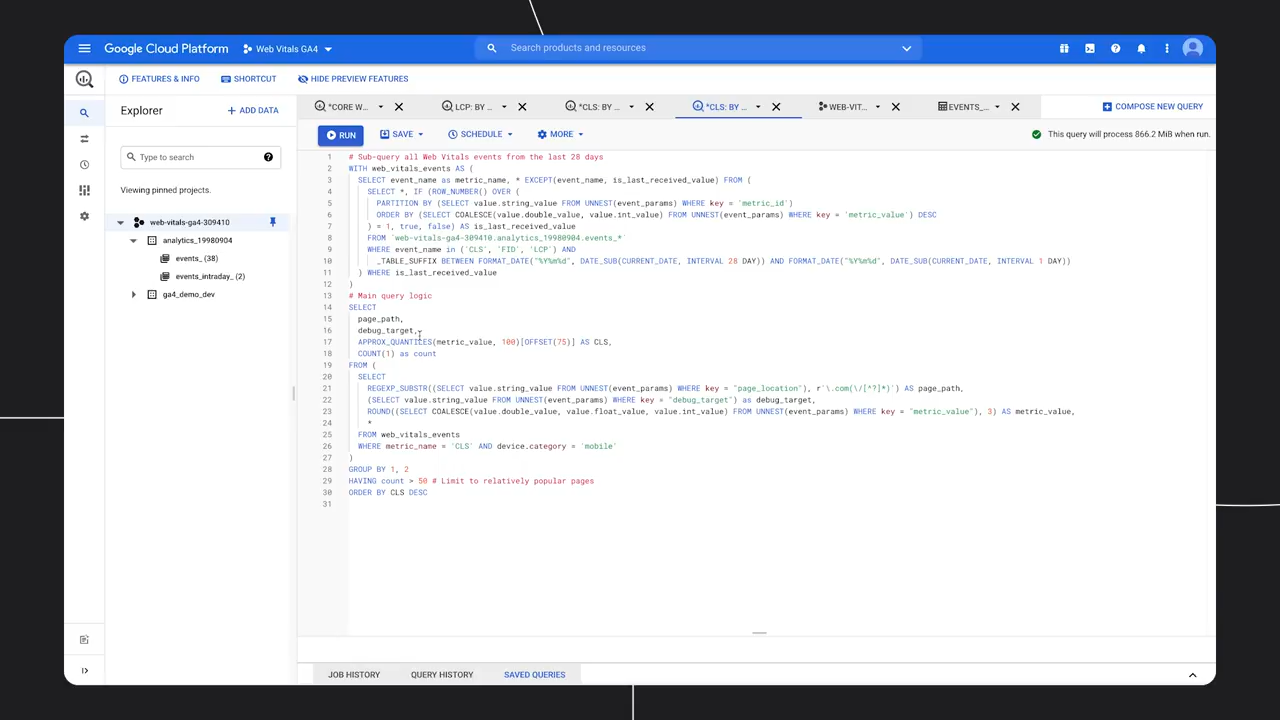 Google Cloud Platform
Web Vitals GA4
Search products and resources
FEATURES & INFO
SHORTCUT
HIDE PREVIEW FEATURES
Explorer
+ ADD DATA
*CORE W...
LCP: BY ...
*CLS: BY ...
*CLS: BY ...
WEB-VIT...
EVENTS_...
COMPOSE NEW QUERY
RUN
SAVE
SCHEDULE
MORE
This query will process 866.2 MiB when run.
Type to search
Viewing pinned projects.
web-vitals-ga4-309410
analytics_19980904
events_ (38)
events_intraday_ (2)
ga4_demo_dev
1 # Sub-query all Web Vitals events from the last 28 days
2 WITH web_vitals_events AS (
3 SELECT event_name as metric_name, * EXCEPT(event_name, is_last_received_value) FROM (
4 SELECT *, IF (ROW_NUMBER() OVER (
5 PARTITION BY (SELECT value.string_value FROM UNNEST(event_params) WHERE key = 'metric_id')
6 ORDER BY (SELECT COALESCE(value.double_value, value.int_value) FROM UNNEST(event_params) WHERE key = 'metric_value') DESC
7 ) = 1, true, false) AS is_last_received_value
8 FROM `web-vitals-ga4-309410.analytics_19980904.events_*`
9 WHERE event_name in ('CLS', 'FID', 'LCP') AND
10 _TABLE_SUFFIX BETWEEN FORMAT_DATE("%Y%m%d", DATE_SUB(CURRENT_DATE, INTERVAL 28 DAY)) AND FORMAT_DATE("%Y%m%d", DATE_SUB(CURRENT_DATE, INTERVAL 1 DAY))
11 ) WHERE is_last_received_value
12 )
13 # Main query logic
14 SELECT
15 page_path,
16 debug_target,
17 APPROX_QUANTILES(metric_value, 100)[OFFSET(75)] AS CLS,
18 COUNT(1) as count
19 FROM (
20 SELECT
21 REGEXP_SUBSTR((SELECT value.string_value FROM UNNEST(event_params) WHERE key = "page_location"), r'\.com(\/[^?]*)') AS page_path,
22 (SELECT value.string_value FROM UNNEST(event_params) WHERE key = "debug_target") as debug_target,
23 ROUND((SELECT COALESCE(value.double_value, value.float_value, value.int_value) FROM UNNEST(event_params) WHERE key = "metric_value"), 3) AS metric_value,
24 *
25 FROM web_vitals_events
26 WHERE metric_name = 'CLS' AND device.category = 'mobile'
27 )
28 GROUP BY 1, 2
29 HAVING count > 50 # Limit to relatively popular pages
30 ORDER BY CLS DESC
31
JOB HISTORY
QUERY HISTORY
SAVED QUERIES